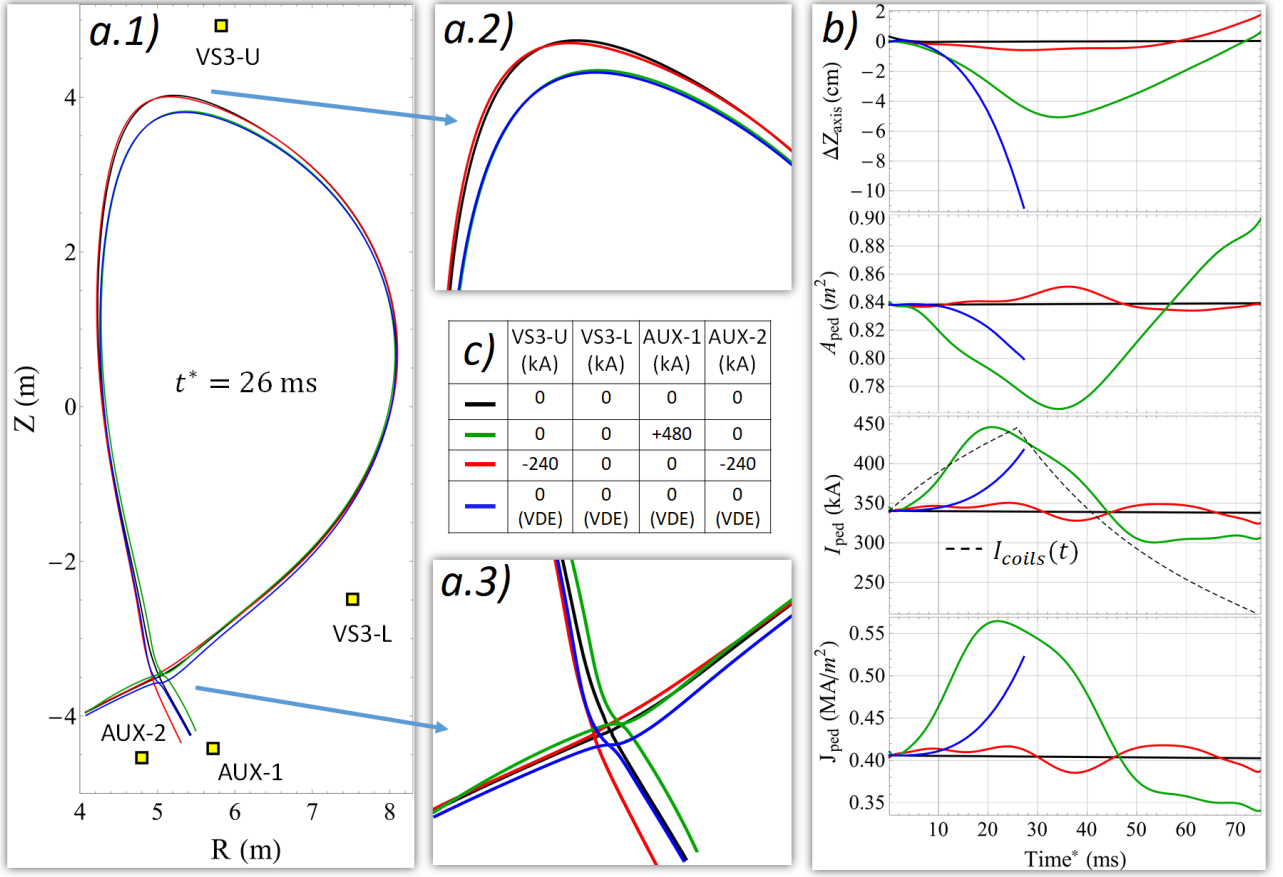 a.1)
VS3-U
4
2
0
−2
−4
Z (m)
t* = 26 ms
VS3-L
AUX-2
AUX-1
4
5
6
7
8
R (m)
a.2)
c)
VS3-U (kA) VS3-L (kA) AUX-1 (kA) AUX-2 (kA)
0 0 0 0
0 0 +480 0
-240 0 0 -240
0 (VDE) 0 (VDE) 0 (VDE) 0 (VDE)
a.3)
b)
2
0
−2
−4
−6
−8
−10
ΔZaxis (cm)
0.90
0.88
0.86
0.84
0.82
0.80
0.78
Aped (m²)
450
400
350
300
250
Iped (kA)
Icoils(t)
0.55
0.50
0.45
0.40
0.35
Jped (MA/m²)
10 20 30 40 50 60 70
Time* (ms)